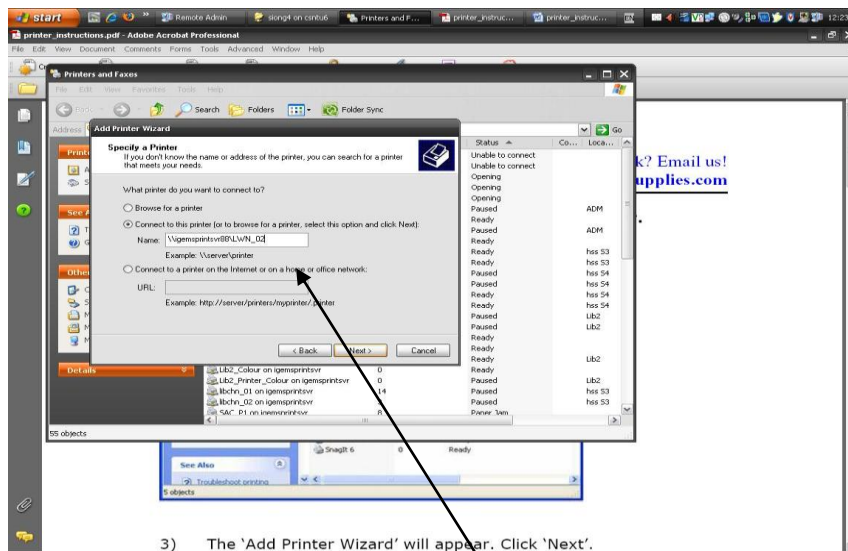 start
Remote Admin
siong4 on csntu6
Printers and F...
printer_instruc...
printer_instruc...
12:23
printer_instructions.pdf - Adobe Acrobat Professional
File Edit View Document Comments Forms Tools Advanced Window Help
Printers and Faxes
File Edit View Favorites Tools Help
Back
Search
Folders
Folder Sync
Address
Go
Add Printer Wizard
Specify a Printer
If you don't know the name or address of the printer, you can search for a printer
that meets your needs.
What printer do you want to connect to?
Browse for a printer
Connect to this printer (or to browse for a printer, select this option and click Next):
Name: \\igemsprintsvr88\LWN_02
Example: \\server\printer
Connect to a printer on the Internet or on a home or office network:
URL:
Example: http://server/printers/myprinter/.printer
< Back
Next >
Cancel
Details
Status
Co...
Loca...
Unable to connect
Unable to connect
Opening
Opening
Opening
Paused ADM
Ready
Paused ADM
Ready
Ready hss S3
Ready hss S3
Paused hss S4
Ready hss S4
Ready hss S4
Ready hss S4
Paused Lib2
Paused Lib2
Ready
Ready
Ready
Ready Lib2
Lib2_Colour on igemsprintsvr 0 Ready
Lib2_Printer_Colour on igemsprintsvr 0 Paused Lib2
libchn_01 on igemsprintsvr 14 Paused hss S3
libchn_02 on igemsprintsvr Paused hss S3
SAC_P1 on igemsprintsvr 8 Paper Jam
55 objects
k? Email us!
upplies.com
SnagIt 6 0 Ready
See Also
Troubleshoot printing
5 objects
3) The ‘Add Printer Wizard’ will appear. Click ‘Next’.